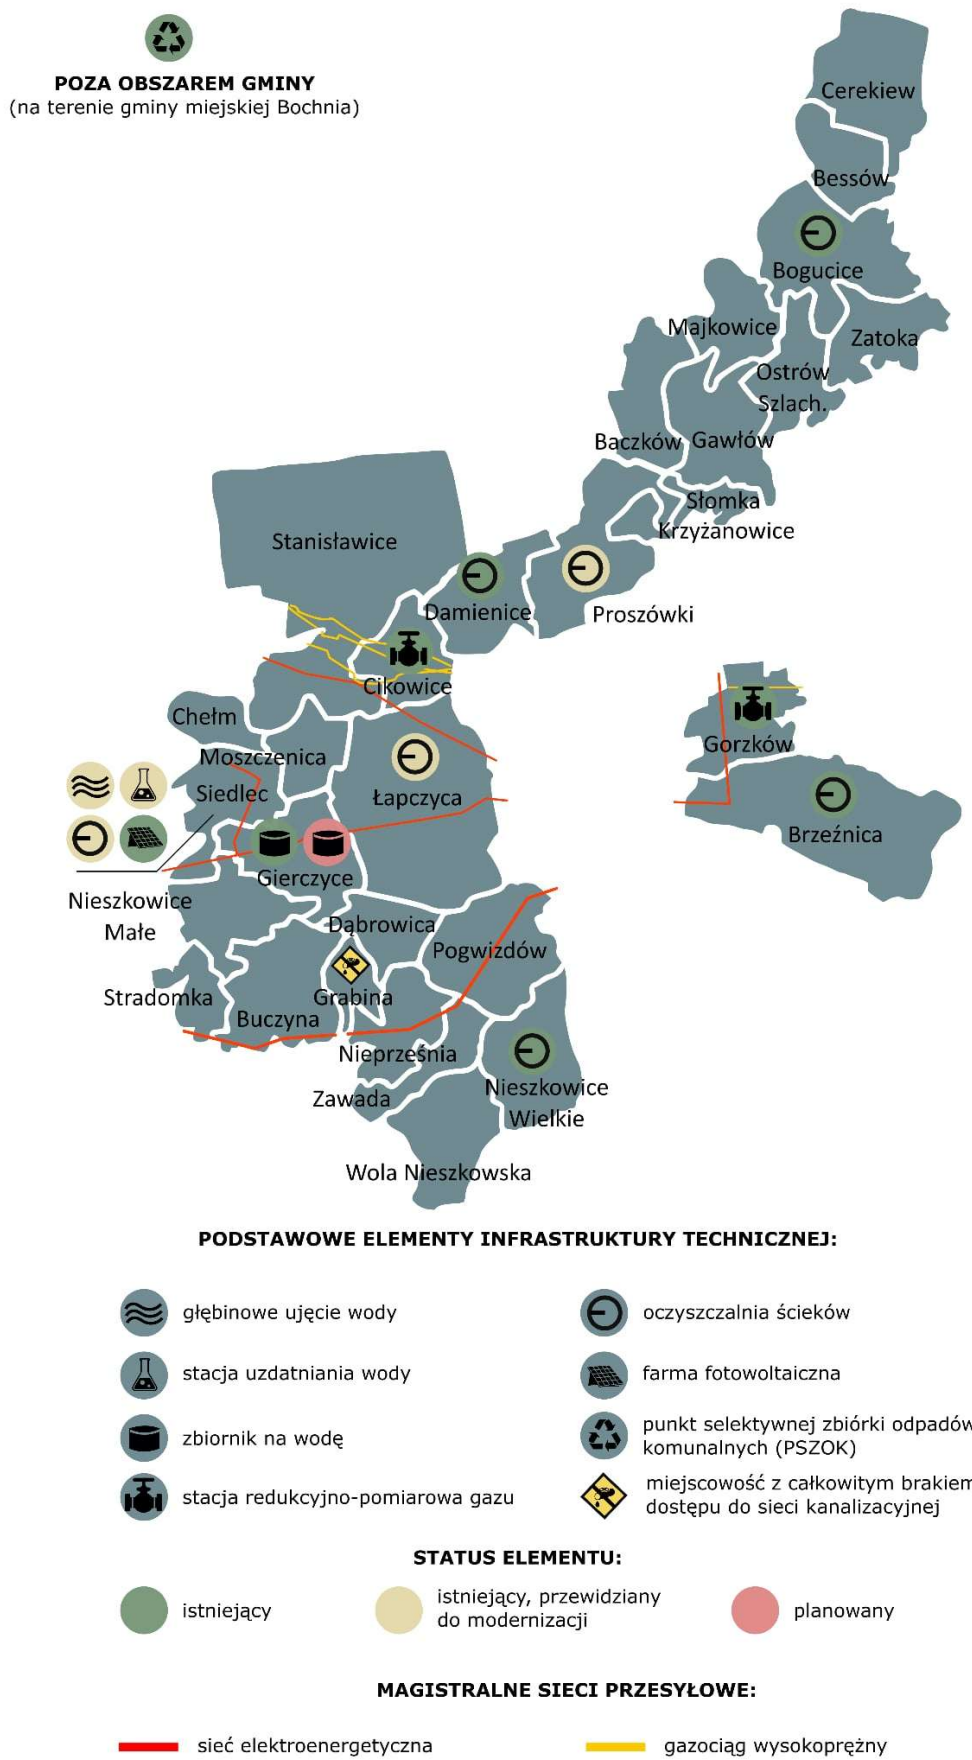 POZA OBSZAREM GMINY
(na terenie gminy miejskiej Bochnia)
Cerekiew
Bessów
Bogucice
Majkowice
Zatoka
Ostrów
Szlach.
Baczków
Gawłów
Słomka
Krzyżanowice
Stanisławice
Damienice
Proszówki
Cikowice
Chełm
Gorzków
Moszczenica
Siedlec
Łapczyca
Brzeźnica
Gierczyce
Nieszkowice
Małe
Dąbrowica
Pogwizdów
Stradomka
Grabina
Buczyna
Nieprześnia
Nieszkowice
Wielkie
Zawada
Wola Nieszkowska
PODSTAWOWE ELEMENTY INFRASTRUKTURY TECHNICZNEJ:
głębinowe ujęcie wody
stacja uzdatniania wody
zbiornik na wodę
stacja redukcyjno-pomiarowa gazu
oczyszczalnia ścieków
farma fotowoltaiczna
punkt selektywnej zbiórki odpadów
komunalnych (PSZOK)
miejscowość z całkowitym brakiem
dostępu do sieci kanalizacyjnej
STATUS ELEMENTU:
istniejący
istniejący, przewidziany
do modernizacji
planowany
MAGISTRALNE SIECI PRZESYŁOWE:
sieć elektroenergetyczna
gazociąg wysokoprężny